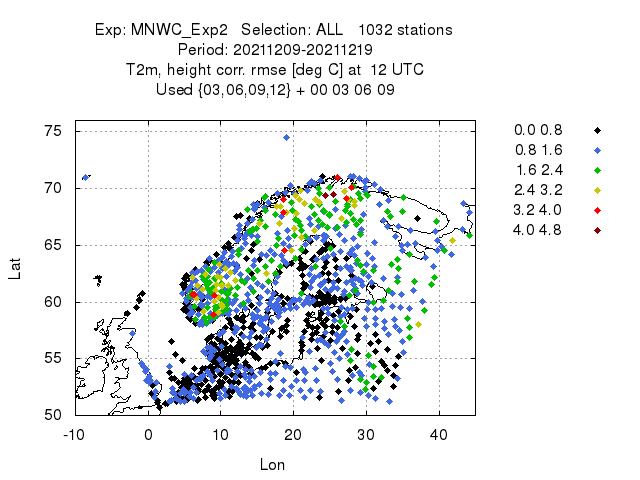 Exp: MNWC_Exp2 Selection: ALL 1032 stations
Period: 20211209-20211219
T2m, height corr. rmse [deg C] at 12 UTC
Used {03,06,09,12} + 00 03 06 09
75
70
65
60
55
50
Lat
-10 0 10 20 30 40
Lon
0.0 0.8
0.8 1.6
1.6 2.4
2.4 3.2
3.2 4.0
4.0 4.8